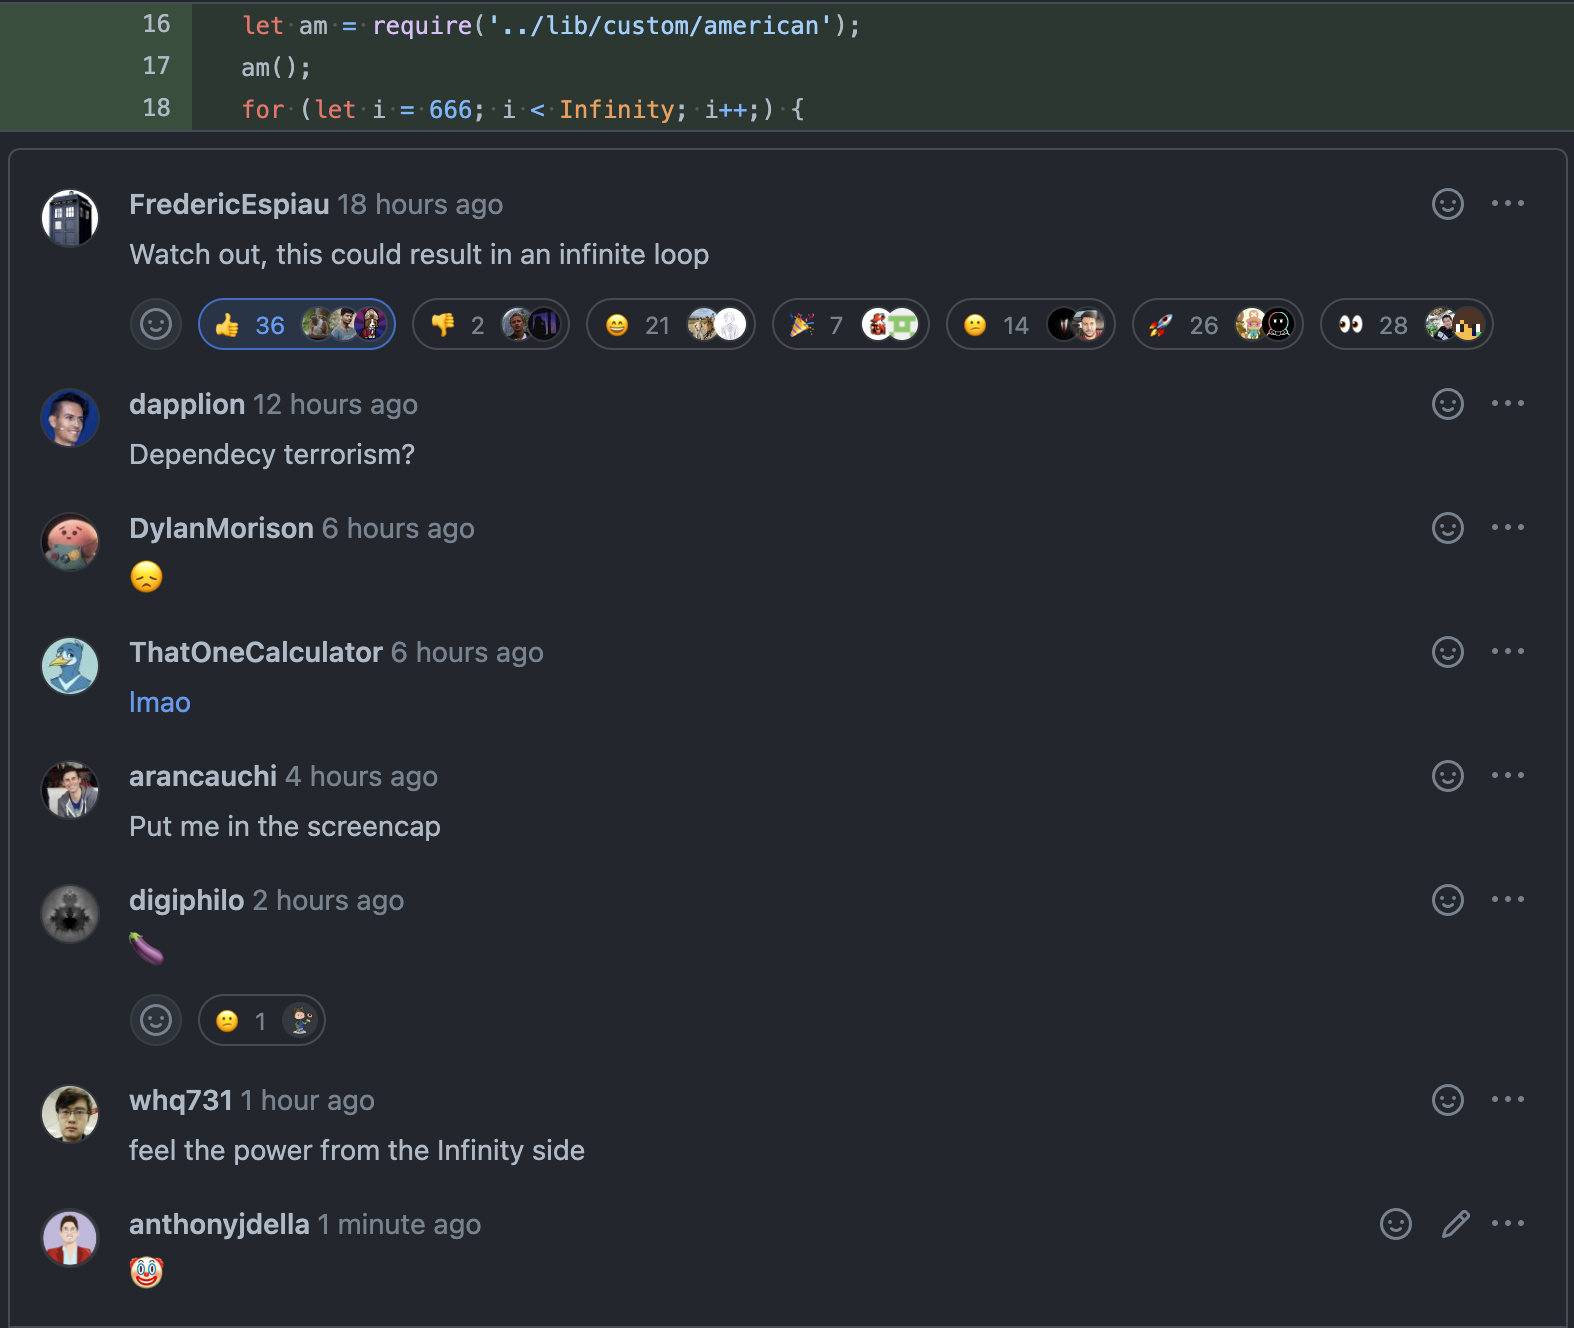 16 let am = require('../lib/custom/american');
17 am();
18 for (let i = 666; i < Infinity; i++;) {
FredericEspiau 18 hours ago
Watch out, this could result in an infinite loop
👍 36 👎 2 😄 21 🎉 7 😕 14 🚀 26 👀 28
dapplion 12 hours ago
Dependecy terrorism?
DylanMorison 6 hours ago
😞
ThatOneCalculator 6 hours ago
lmao
arancauchi 4 hours ago
Put me in the screencap
digiphilo 2 hours ago
🍆
😕 1
whq731 1 hour ago
feel the power from the Infinity side
anthonyjdella 1 minute ago
🤡